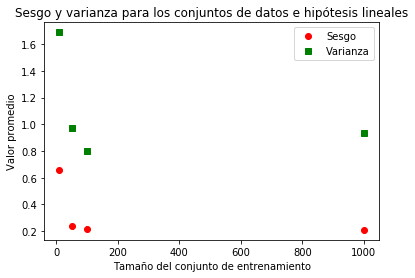 Sesgo y varianza para los conjuntos de datos e hipótesis lineales
Sesgo
Varianza
Valor promedio
1.6
1.4
1.2
1.0
0.8
0.6
0.4
0.2
0 200 400 600 800 1000
Tamaño del conjunto de entrenamiento